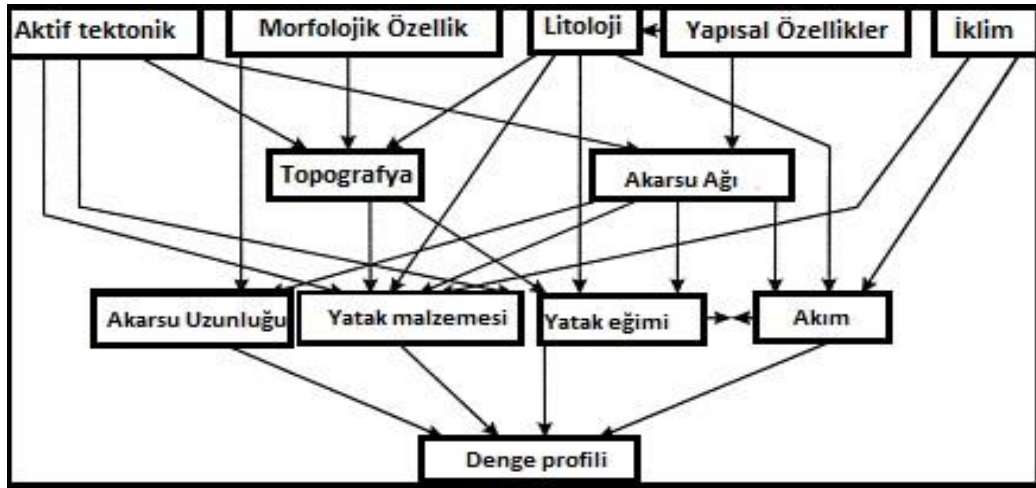 Aktif tektonik
Morfolojik Özellik
Litoloji
Yapısal Özellikler
İklim
Topografya
Akarsu Ağı
Akarsu Uzunluğu
Yatak malzemesi
Yatak eğimi
Akım
Denge profili